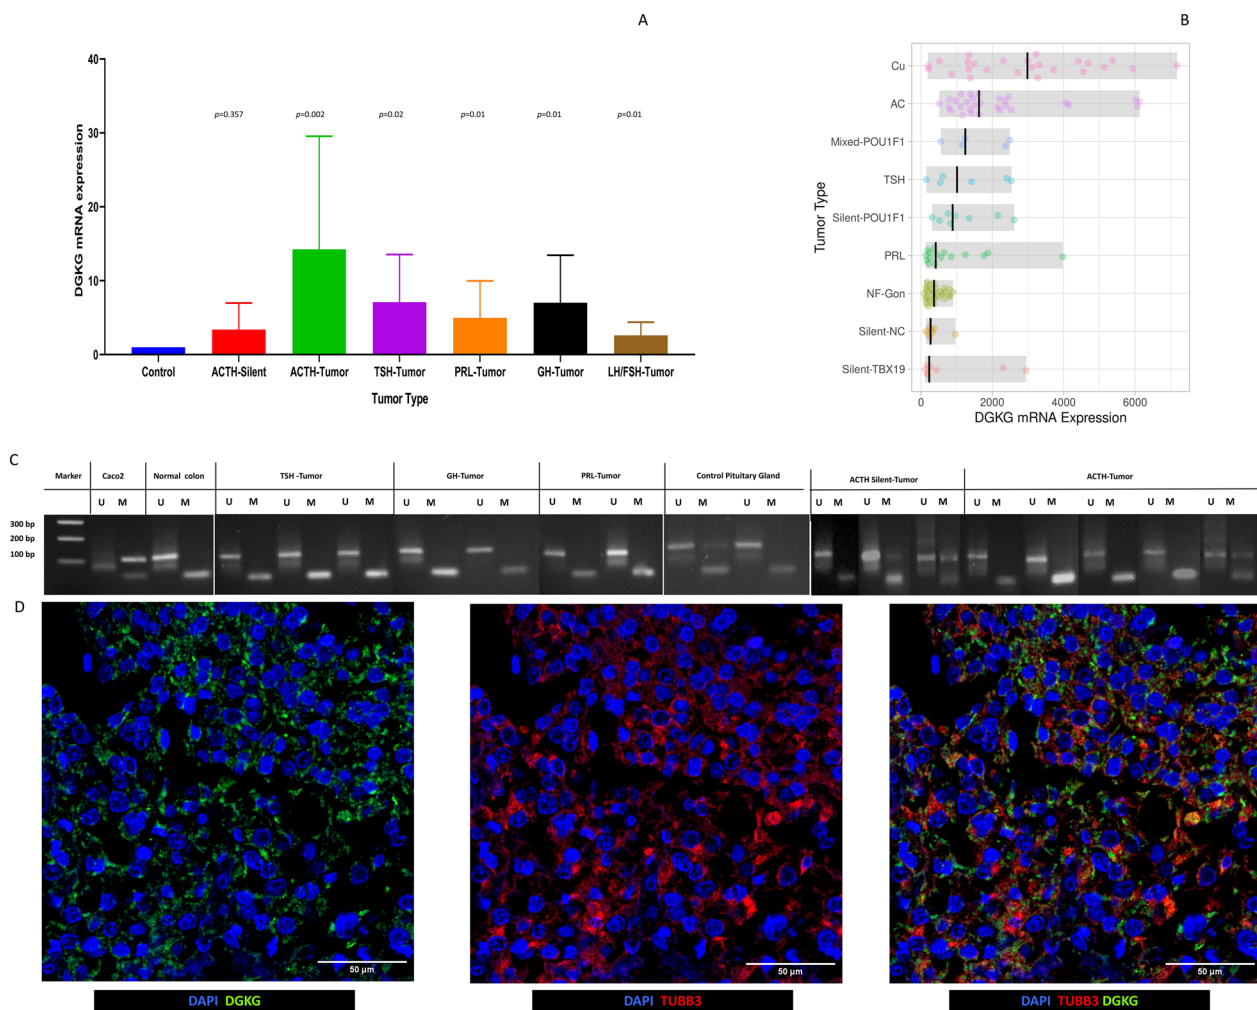 A
DGKG mRNA expression
40
30
20
10
0
p=0.357 p=0.002 p=0.02 p=0.01 p=0.01 p=0.01
Control ACTH-Silent ACTH-Tumor TSH-Tumor PRL-Tumor GH-Tumor LH/FSH-Tumor
Tumor Type
B
Tumor Type
Cu
AC
Mixed-POU1F1
TSH
Silent-POU1F1
PRL
NF-Gon
Silent-NC
Silent-TBX19
0 2000 4000 6000
DGKG mRNA Expression
C
Marker Caco2 Normal colon TSH -Tumor GH-Tumor PRL-Tumor Control Pituitary Gland ACTH Silent-Tumor ACTH-Tumor
U M U M U M U M U M U M U M U M U M U M U M U M U M U M U M U M U M U M U M
300 bp
200 bp
100 bp
D
50 µm 50 µm 50 µm
DAPI DGKG DAPI TUBB3 DAPI TUBB3 DGKG